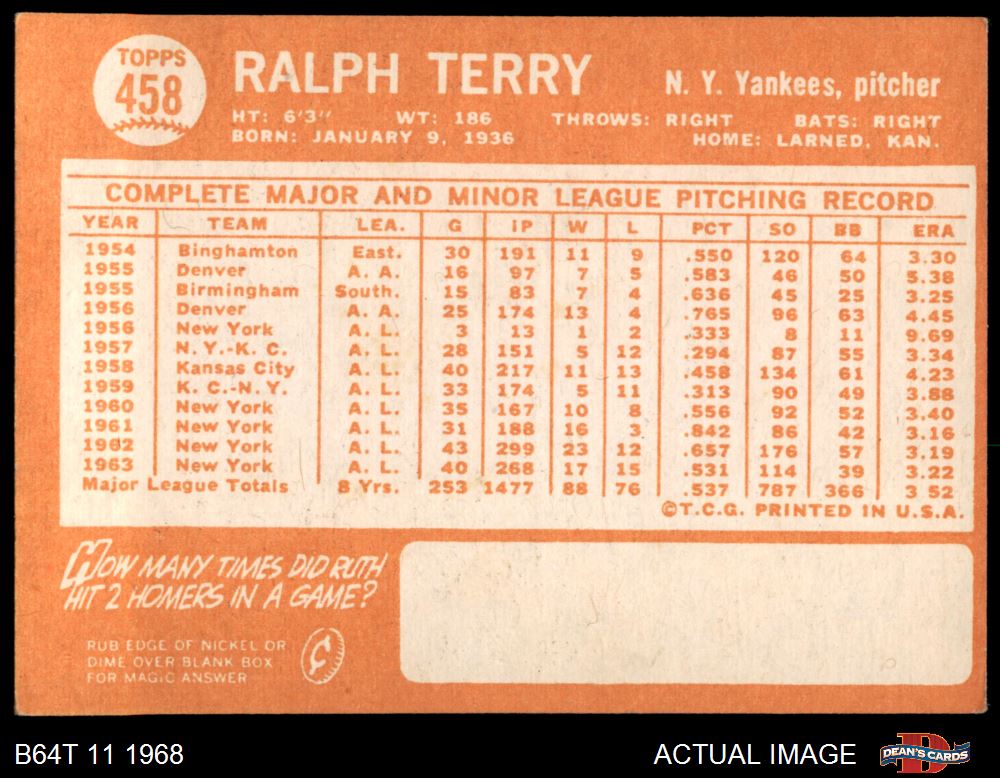 TOPPS
458
RALPH TERRY
N. Y. Yankees, pitcher
HT: 6'3" WT: 186 THROWS: RIGHT BATS: RIGHT
BORN: JANUARY 9, 1936 HOME: LARNED, KAN.
COMPLETE MAJOR AND MINOR LEAGUE PITCHING RECORD
YEAR TEAM LEA. G IP W L PCT SO BB ERA
1954 Binghamton East. 30 191 11 9 .550 120 64 3.30
1955 Denver A. A. 16 97 7 5 .583 46 50 5.38
1955 Birmingham South. 15 83 7 4 .636 45 25 3.25
1956 Denver A. A. 25 174 13 4 .765 96 63 4.45
1956 New York A. L. 3 13 1 2 .333 8 11 9.69
1957 N. Y.-K. C. A. L. 28 151 5 12 .294 87 55 3.34
1958 Kansas City A. L. 40 217 11 13 .458 134 61 4.23
1959 K. C.-N. Y. A. L. 33 174 5 11 .313 90 49 3.88
1960 New York A. L. 35 167 10 8 .556 92 52 3.40
1961 New York A. L. 31 188 16 3 .842 86 42 3.16
1962 New York A. L. 43 299 23 12 .657 176 57 3.19
1963 New York A. L. 40 268 17 15 .531 114 39 3.22
Major League Totals 8 Yrs. 253 1477 88 76 .537 787 366 3 52
©T.C.G. PRINTED IN U.S.A.
HOW MANY TIMES DID RUTH
HIT 2 HOMERS IN A GAME?
RUB EDGE OF NICKEL OR
DIME OVER BLANK BOX
FOR MAGIC ANSWER
¢
B64T 11 1968
ACTUAL IMAGE
D
DEAN'S CARDS